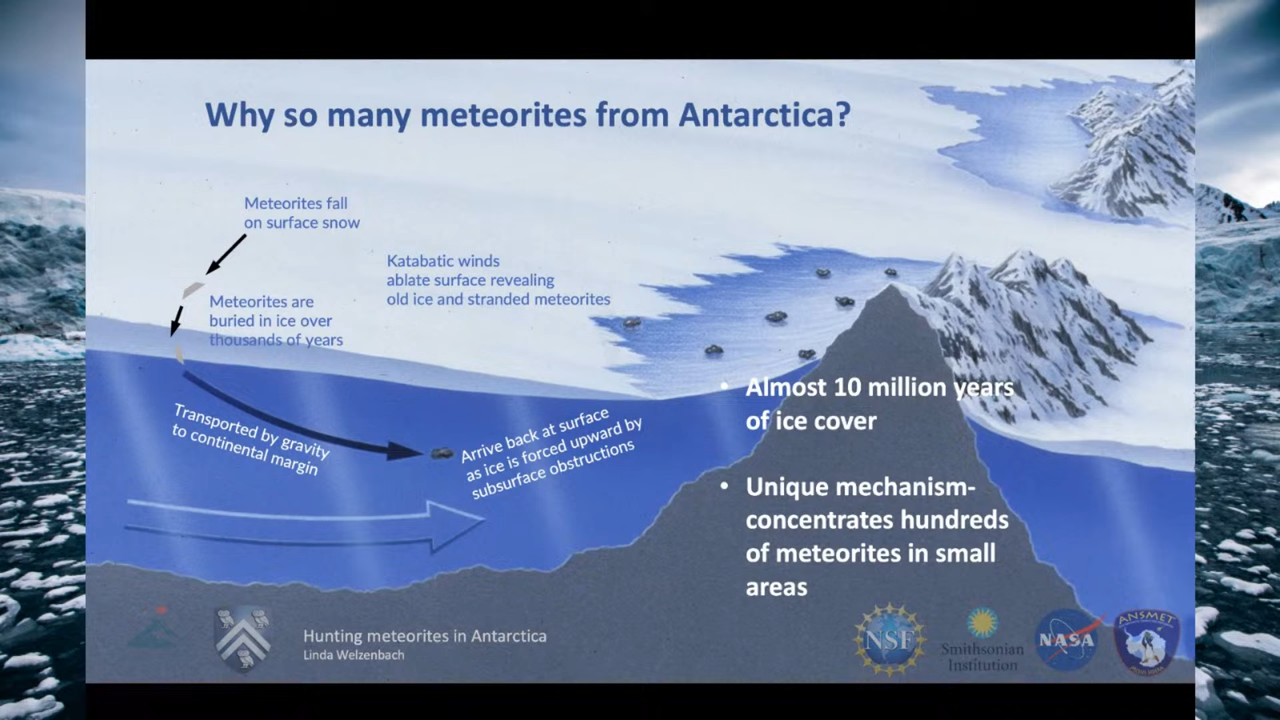 Why so many meteorites from Antarctica?
Meteorites fall
on surface snow
Katabatic winds
ablate surface revealing
old ice and stranded meteorites
Meteorites are
buried in ice over
thousands of years
Transported by gravity
to continental margin
Arrive back at surface
as ice is forced upward by
subsurface obstructions
• Almost 10 million years
of ice cover
• Unique mechanism-
concentrates hundreds
of meteorites in small
areas
Hunting meteorites in Antarctica
Linda Welzenbach
NSF
Smithsonian
Institution
NASA
ANSMET